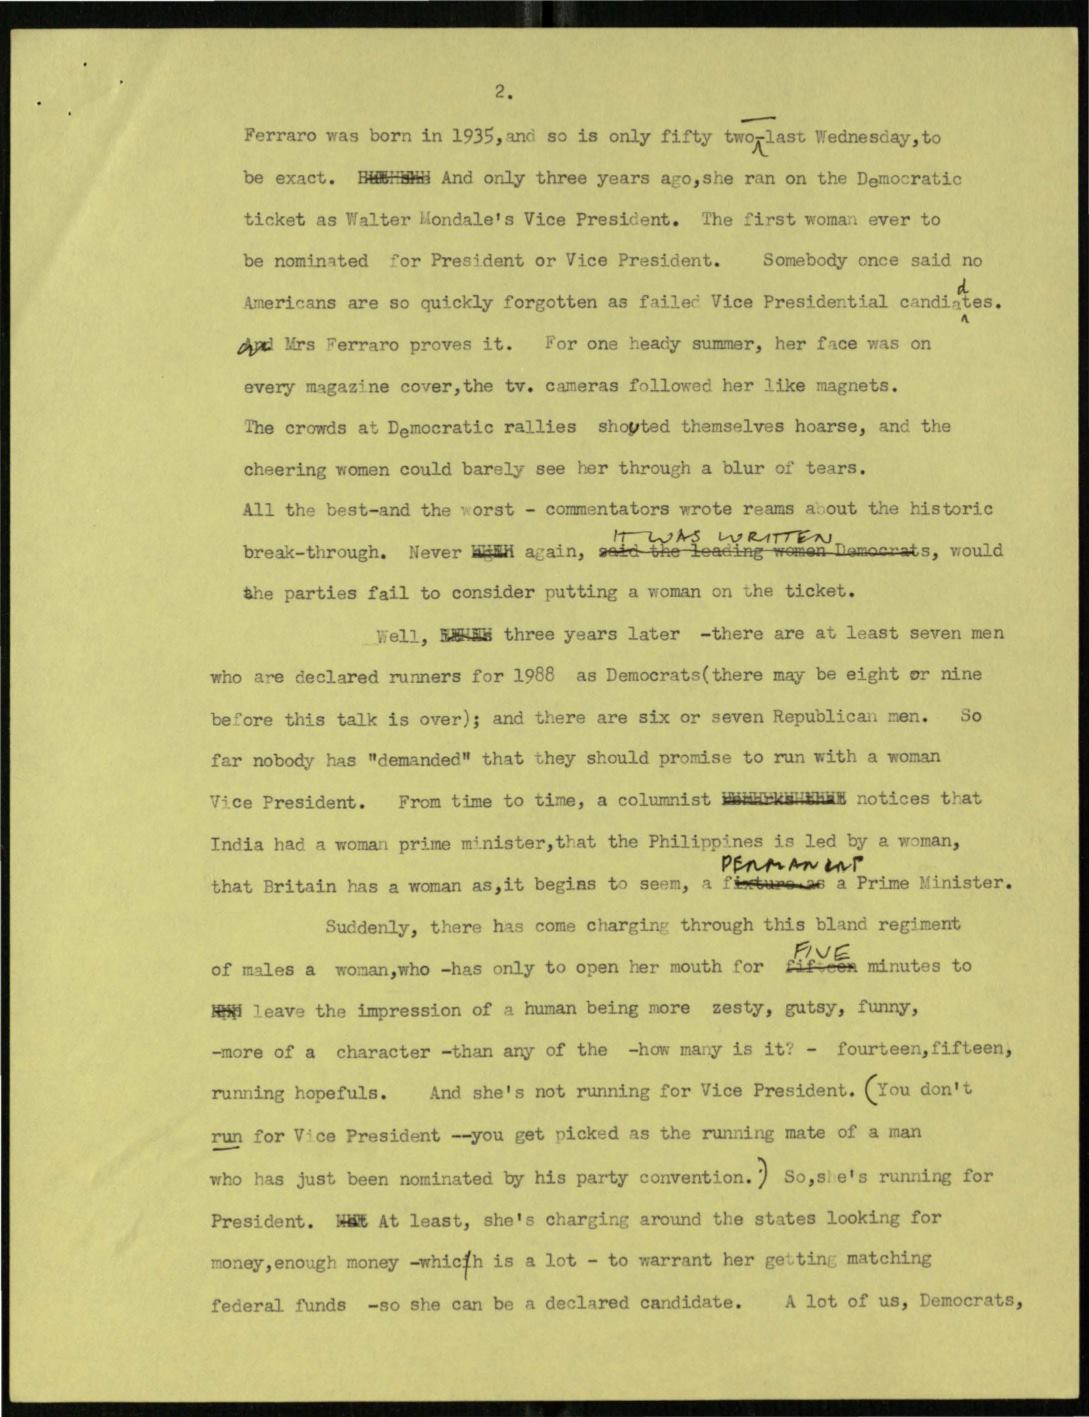 2.
Ferraro was born in 1935,and so is only fifty two-last Wednesday,to
be exact. And only three years ago,she ran on the Democratic
ticket as Walter Mondale's Vice President. The first woman ever to
be nominated for President or Vice President. Somebody once said no
d
Americans are so quickly forgotten as failed Vice Presidential candiates.
And Mrs Ferraro proves it. For one heady summer, her face was on
every magazine cover,the tv. cameras followed her like magnets.
The crowds at Democratic rallies shouted themselves hoarse, and the
cheering women could barely see her through a blur of tears.
All the best-and the worst - commentators wrote reams about the historic
IT WAS WRITTEN
break-through. Never again, said the leading women Democrats, would
the parties fail to consider putting a woman on the ticket.
Well, three years later -there are at least seven men
who are declared runners for 1988 as Democrats(there may be eight or nine
before this talk is over); and there are six or seven Republican men. So
far nobody has "demanded" that they should promise to run with a woman
Vice President. From time to time, a columnist notices that
India had a woman prime minister,that the Philippines is led by a woman,
PERMANENT
that Britain has a woman as,it begins to seem, a fixture as a Prime Minister.
Suddenly, there has come charging through this bland regiment
FIVE
of males a woman,who -has only to open her mouth for fifteen minutes to
leave the impression of a human being more zesty, gutsy, funny,
-more of a character -than any of the -how many is it? - fourteen,fifteen,
running hopefuls. And she's not running for Vice President. (You don't
run for Vice President --you get picked as the running mate of a man
who has just been nominated by his party convention.) So,she's running for
President. At least, she's charging around the states looking for
money,enough money -which is a lot - to warrant her getting matching
federal funds -so she can be a declared candidate. A lot of us, Democrats,